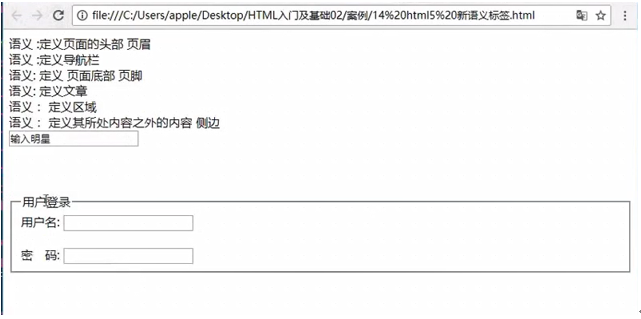 file:///C:/Users/apple/Desktop/HTML入门及基础02/案例/14%20html5%20新语义标签.html
语义 :定义页面的头部 页眉
语义 :定义导航栏
语义: 定义 页面底部 页脚
语义: 定义文章
语义： 定义区域
语义： 定义其所处内容之外的内容 侧边
输入明星
用户登录
用户名:
密 码: